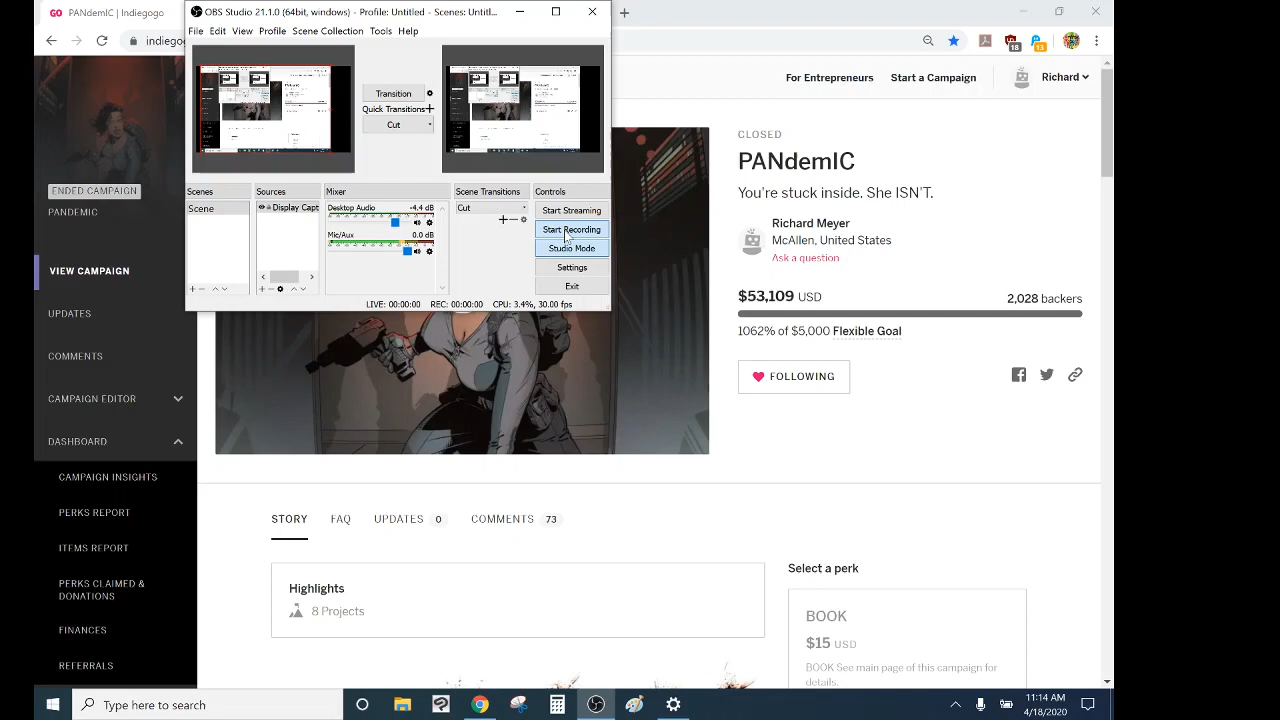 PANdemIC | Indiegogo
OBS Studio 21.1.0 (64bit, windows) - Profile: Untitled - Scenes: Untitl...
indiego
File Edit View Profile Scene Collection Tools Help
18
13
For Entrepreneurs
Start a Campaign
Richard
Transition
Quick Transitions
Cut
ENDED CAMPAIGN
PANDEMIC
VIEW CAMPAIGN
UPDATES
COMMENTS
CAMPAIGN EDITOR
DASHBOARD
CAMPAIGN INSIGHTS
PERKS REPORT
ITEMS REPORT
PERKS CLAIMED &
DONATIONS
FINANCES
REFERRALS
Scenes
Scene
Sources
Display Capt
Mixer
Desktop Audio -4.4 dB
Mic/Aux 0.0 dB
Scene Transitions
Cut
Controls
Start Streaming
Start Recording
Studio Mode
Settings
Exit
LIVE: 00:00:00 REC: 00:00:00 CPU: 3.4%, 30.00 fps
CLOSED
PANdemIC
You're stuck inside. She ISN'T.
Richard Meyer
McAllen, United States
Ask a question
$53,109 USD
2,028 backers
1062% of $5,000 Flexible Goal
FOLLOWING
STORY FAQ UPDATES 0 COMMENTS 73
Highlights
8 Projects
Select a perk
BOOK
$15 USD
BOOK See main page of this campaign for
details.
Type here to search
11:14 AM
4/18/2020